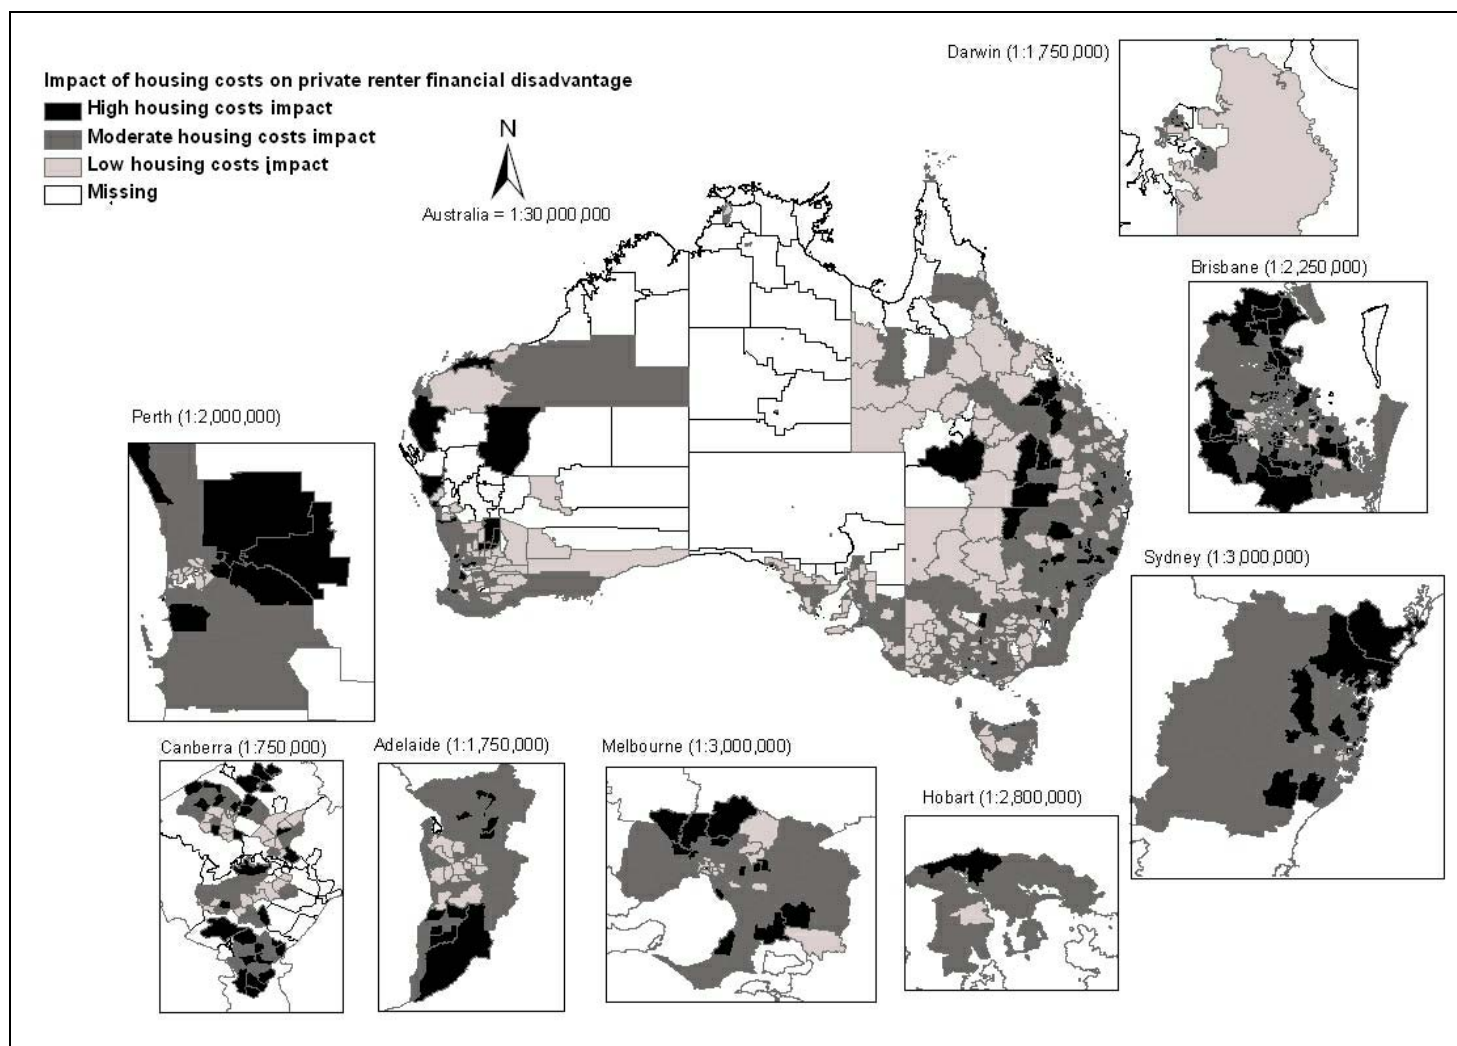 Impact of housing costs on private renter financial disadvantage
High housing costs impact
Moderate housing costs impact
Low housing costs impact
Missing
N
Australia = 1:30,000,000
Darwin (1:1,750,000)
Brisbane (1:2,250,000)
Perth (1:2,000,000)
Sydney (1:3,000,000)
Canberra (1:750,000)
Adelaide (1:1,750,000)
Melbourne (1:3,000,000)
Hobart (1:2,800,000)